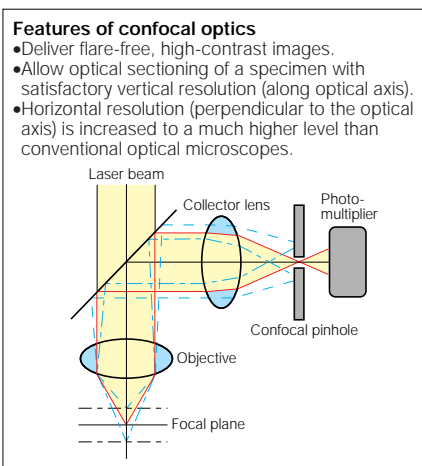 Features of confocal optics
•Deliver flare-free, high-contrast images.
•Allow optical sectioning of a specimen with
satisfactory vertical resolution (along optical axis).
•Horizontal resolution (perpendicular to the optical
axis) is increased to a much higher level than
conventional optical microscopes.
Laser beam
Collector lens
Photo-
multiplier
Confocal pinhole
Objective
Focal plane